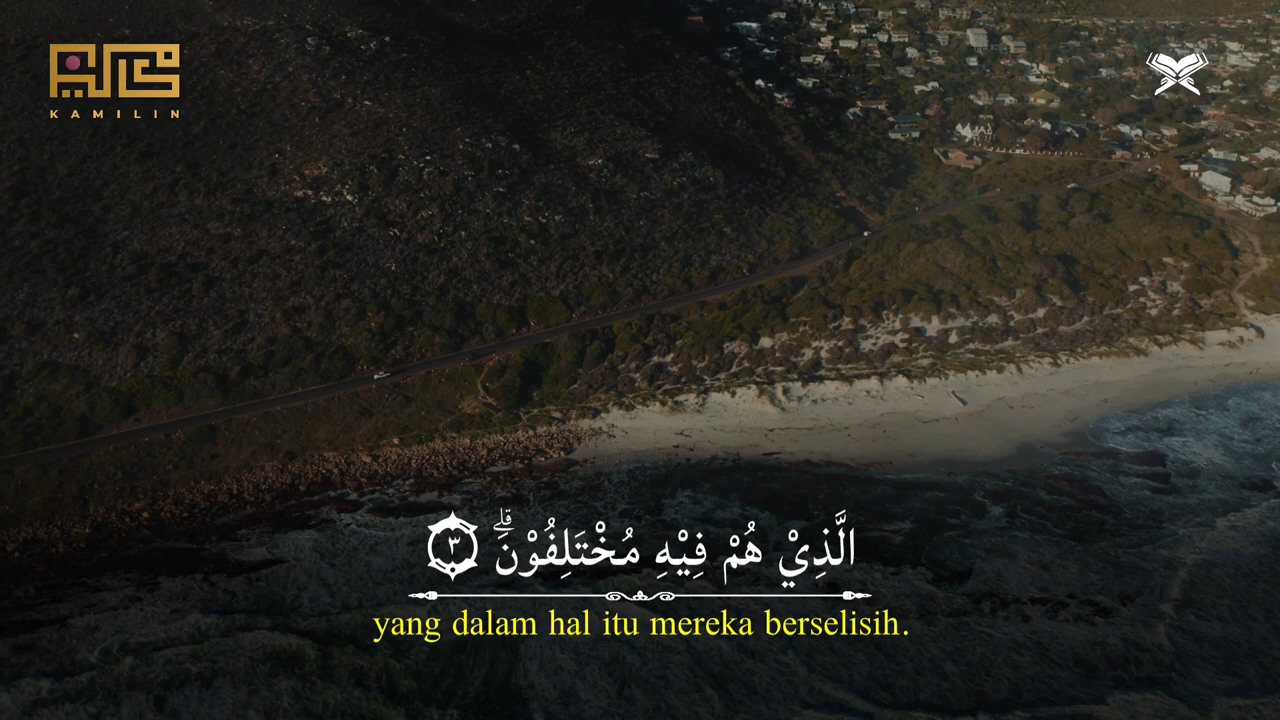 KAMILIN
الَّذِيْ هُمْ فِيْهِ مُخْتَلِفُوْنَۗ ٣
yang dalam hal itu mereka berselisih.